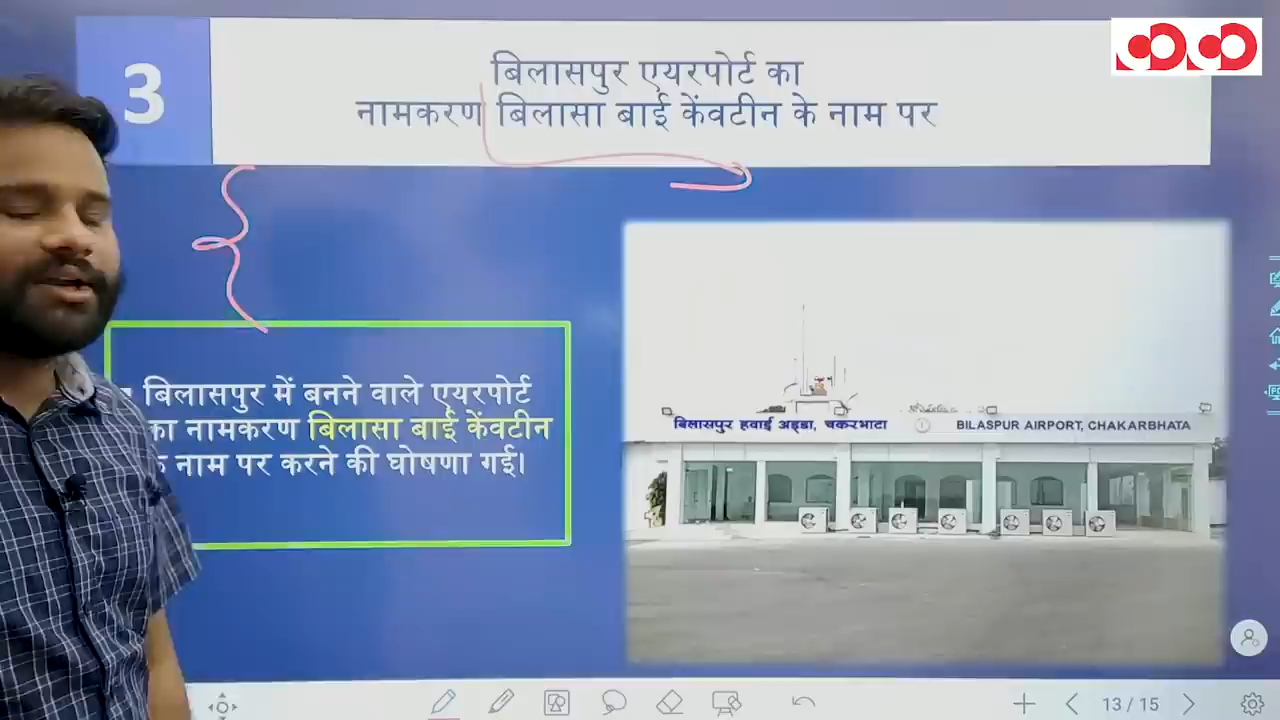 3
बिलासपुर एयरपोर्ट का
नामकरण बिलासा बाई केंवटीन के नाम पर
बिलासपुर में बनने वाले एयरपोर्ट
का नामकरण बिलासा बाई केंवटीन
नाम पर करने की घोषणा गई।
बिलासपुर हवाई अड्डा, चकरभाटा
BILASPUR AIRPORT, CHAKARBHATA
13 / 15